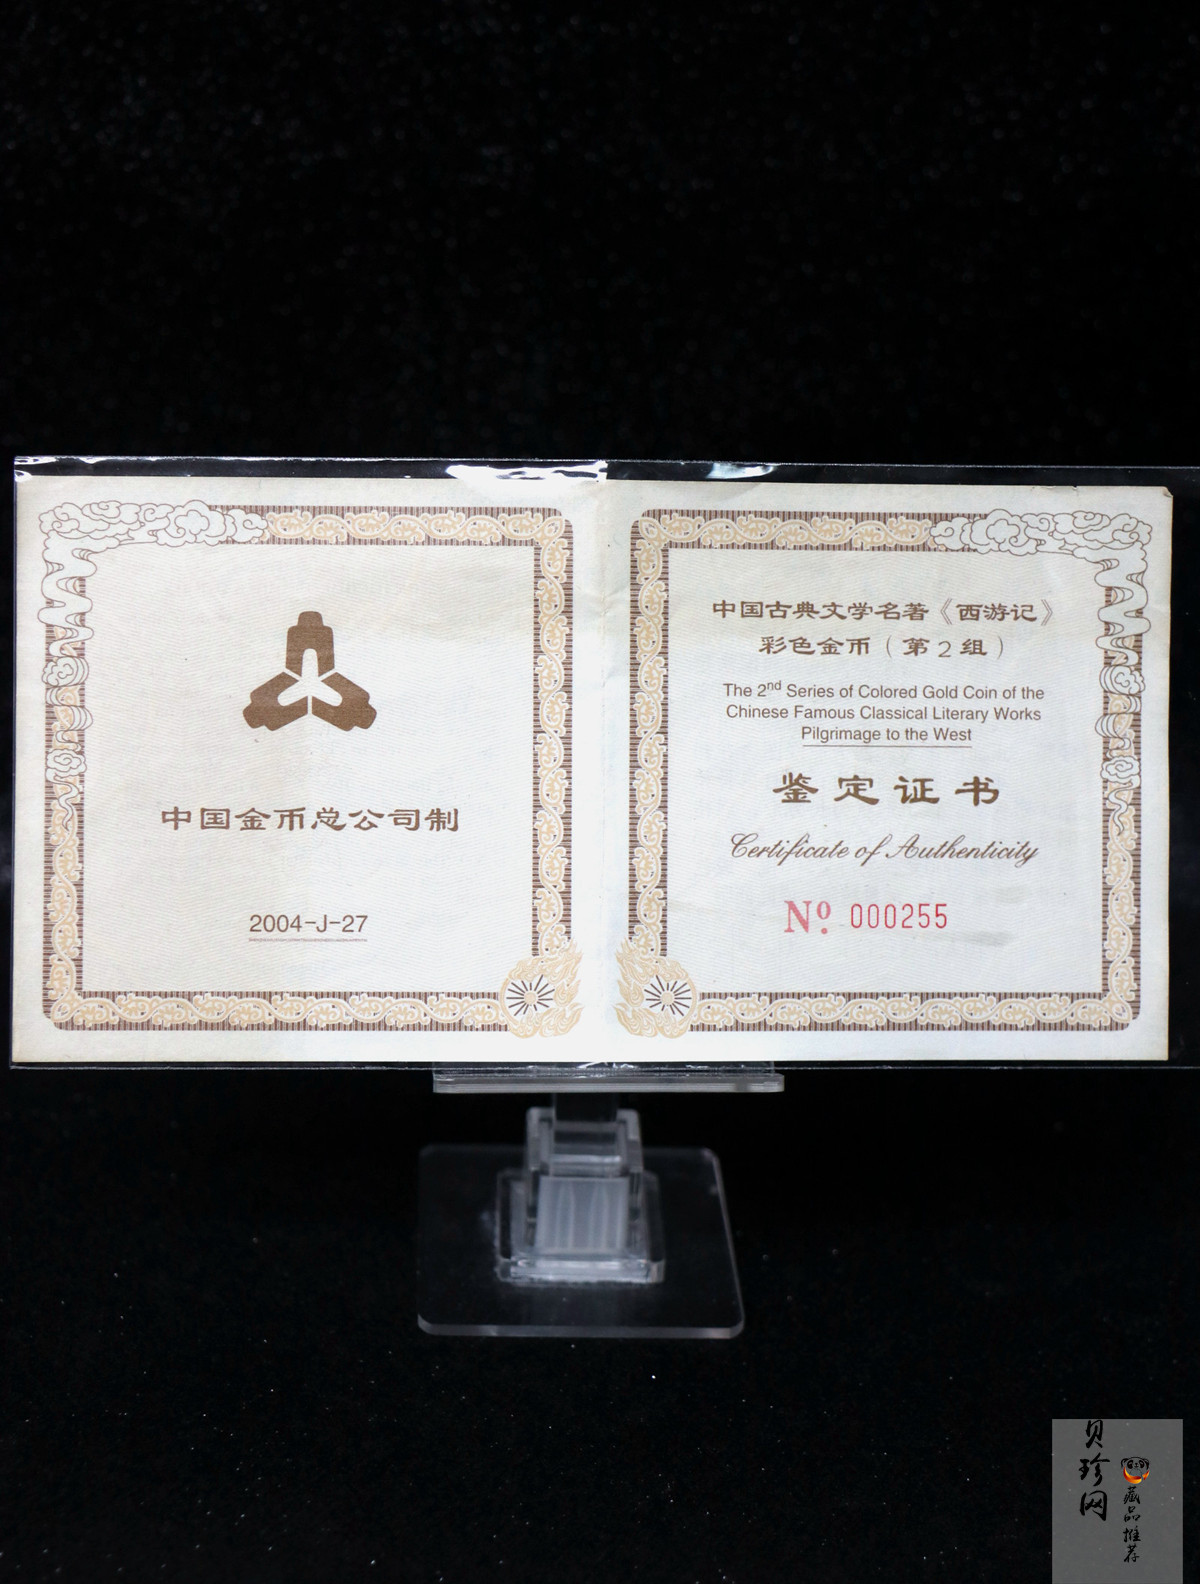 中国金币总公司制
2004-J-27
中国古典文学名著《西游记》
彩色金币（第2组）
The 2nd Series of Colored Gold Coin of the
Chinese Famous Classical Literary Works
Pilgrimage to the West
鉴定证书
Certificate of Authenticity
Nº. 000255
贝珍网
藏品推荐